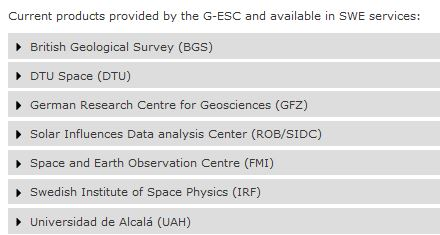 Current products provided by the G-ESC and available in SWE services:
British Geological Survey (BGS)
DTU Space (DTU)
German Research Centre for Geosciences (GFZ)
Solar Influences Data analysis Center (ROB/SIDC)
Space and Earth Observation Centre (FMI)
Swedish Institute of Space Physics (IRF)
Universidad de Alcalá (UAH)